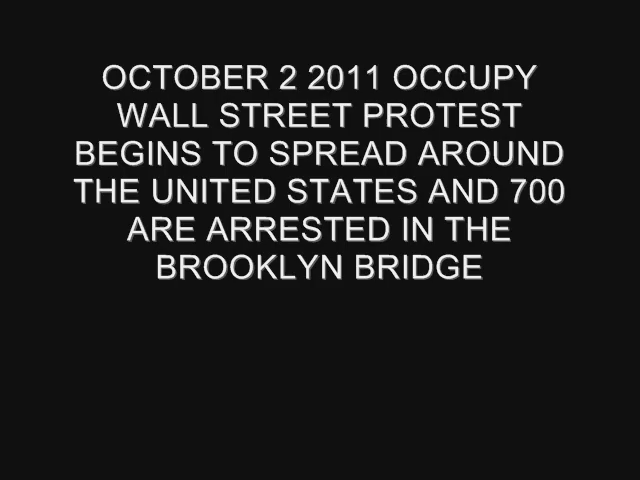 OCTOBER 2 2011 OCCUPY
WALL STREET PROTEST
BEGINS TO SPREAD AROUND
THE UNITED STATES AND 700
ARE ARRESTED IN THE
BROOKLYN BRIDGE